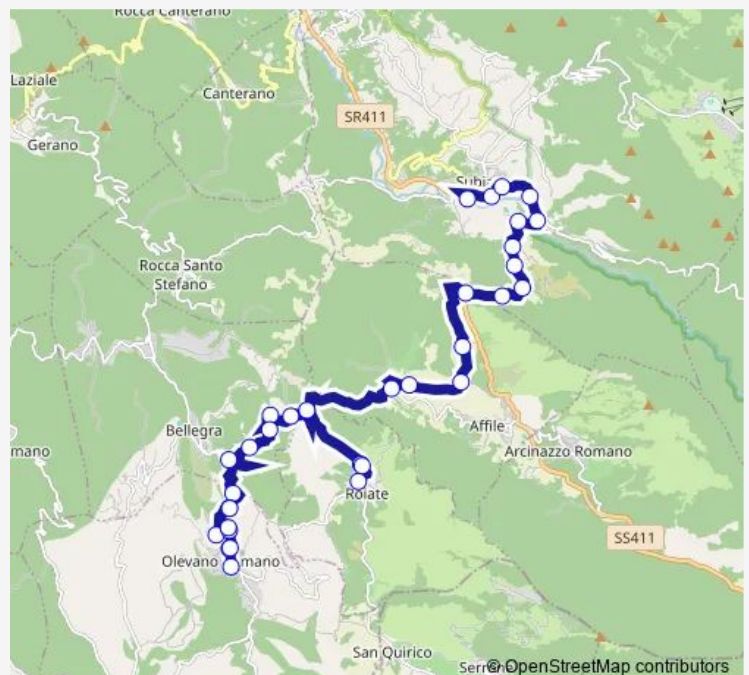 Rocca Canterano
Laziale
Canterano
SR411
Gerano
Rocca Santo
Stefano
Bellegra
Affile
Arcinazzo Romano
mano
Roiate
SS411
Olevano
mano
San Quirico
© OpenStreetMap contributors